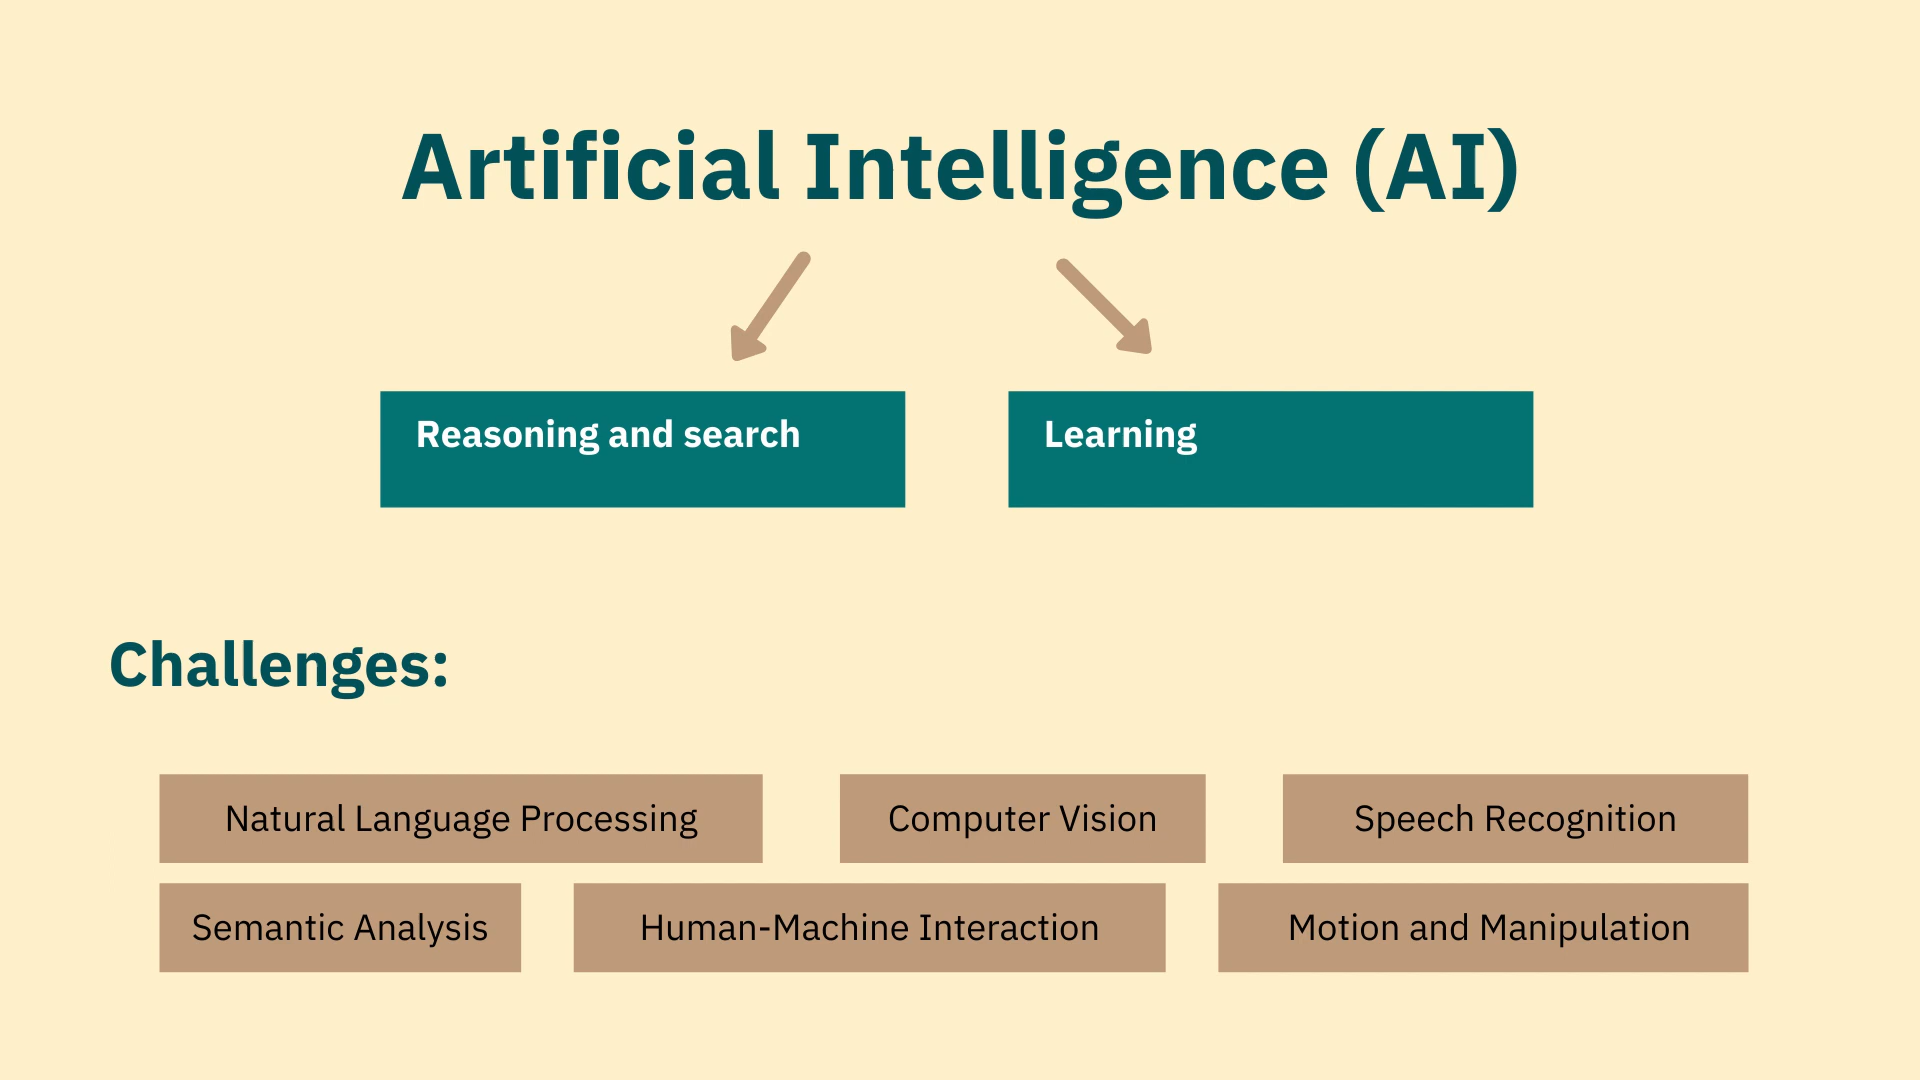 Artificial Intelligence (AI)
Reasoning and search
Learning
Challenges:
Natural Language Processing
Computer Vision
Speech Recognition
Semantic Analysis
Human-Machine Interaction
Motion and Manipulation